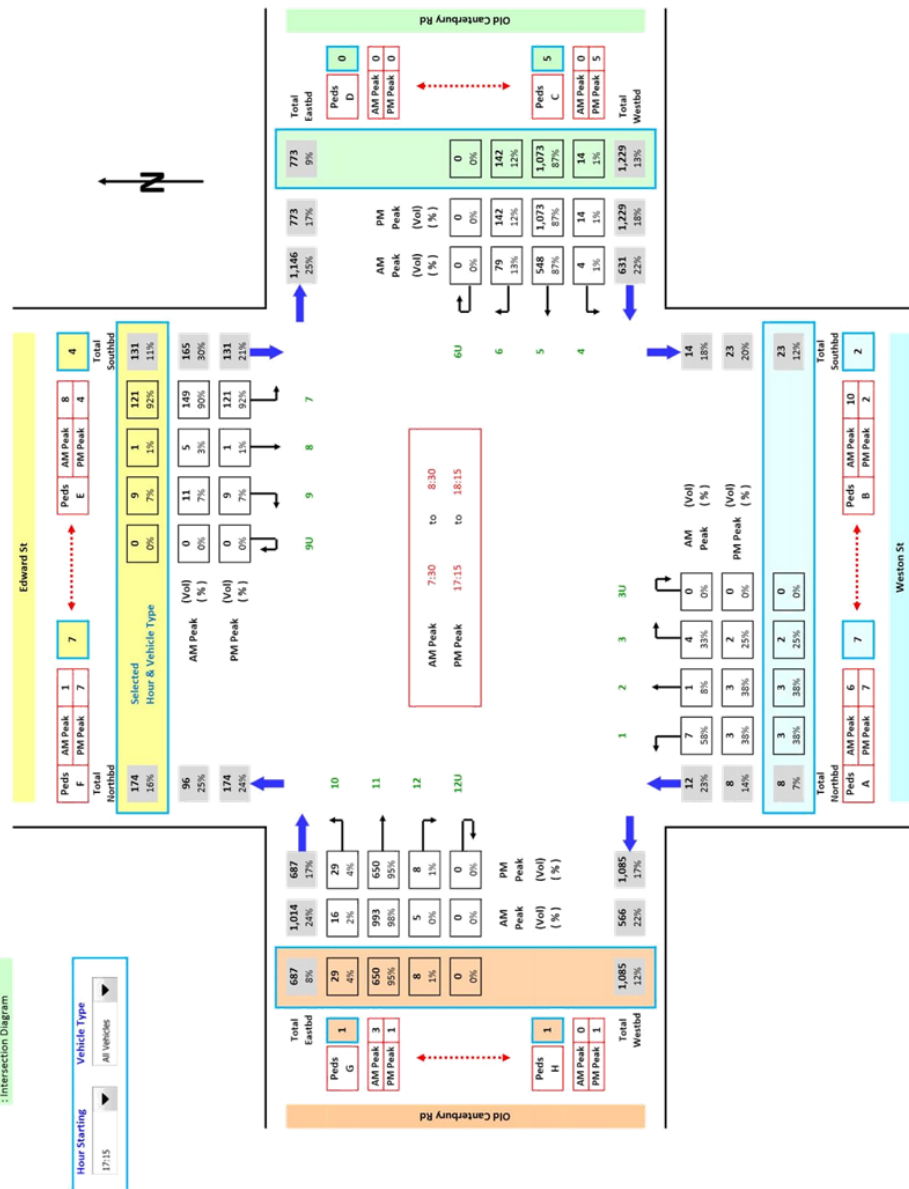 : Intersection Diagram
Hour Starting Vehicle Type
17:15 All Vehicles
N
Edward St
Peds F AM Peak 1 7 Peds E AM Peak 8 4
PM Peak 7 PM Peak 4
Total Northbd Total Southbd
174 16% Selected Hour & Vehicle Type 0 0% 9 7% 1 1% 121 92% 131 11%
96 25% AM Peak (Vol) (%) 0 0% 11 7% 5 3% 149 90% 165 30%
174 24% PM Peak (Vol) (%) 0 0% 9 7% 1 1% 121 92% 131 21%
9U 9 8 7
Old Canterbury Rd
Total Eastbd 687 8% 1,014 24% 687 17%
Peds G 1 29 4% 16 2% 29 4% 10
AM Peak 3 650 95% 993 98% 650 95% 11
PM Peak 1 8 1% 5 0% 8 1% 12
0 0% 0 0% 0 0% 12U
AM Peak (Vol) (%) PM Peak (Vol) (%)
Peds H 1
AM Peak 0
PM Peak 1
Total Westbd 1,085 12% 566 22% 1,085 17%
AM Peak 7:30 to 8:30
PM Peak 17:15 to 18:15
Old Canterbury Rd
1,146 25% 773 17% 773 9% Total Eastbd
Peds D 0
AM Peak 0
PM Peak 0
AM Peak (Vol) (%) PM Peak (Vol) (%)
6U 0 0% 0 0% 0 0%
6 79 13% 142 12% 142 12%
5 548 87% 1,073 87% 1,073 87%
4 4 1% 14 1% 14 1%
Peds C 5
AM Peak 0
PM Peak 5
631 22% 1,229 18% 1,229 13% Total Westbd
1 2 3 3U
12 23% 7 58% 1 8% 4 33% 0 0% AM Peak (Vol) (%) 14 18%
8 14% 3 38% 3 38% 2 25% 0 0% PM Peak (Vol) (%) 23 20%
8 7% 3 38% 3 38% 2 25% 0 0% 23 12%
Total Northbd Total Southbd
Peds A AM Peak 6 7 Peds B AM Peak 10 2
PM Peak 7 PM Peak 2
Weston St